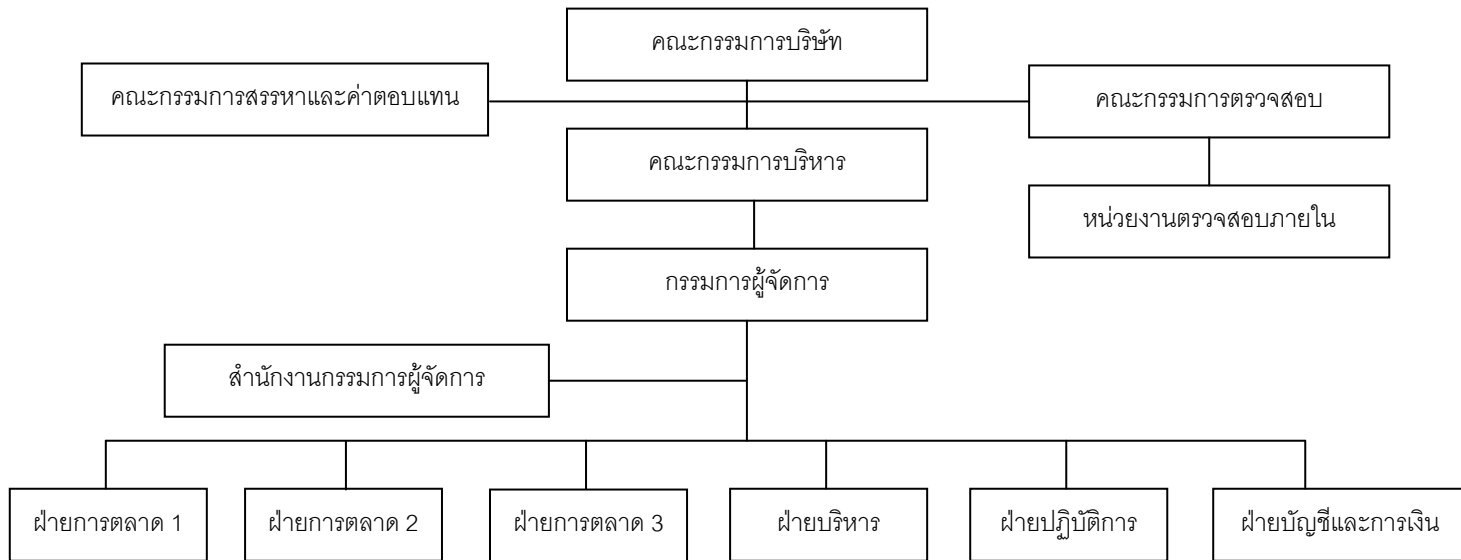 คณะกรรมการบริษัท
คณะกรรมการสรรหาและค่าตอบแทน
คณะกรรมการตรวจสอบ
คณะกรรมการบริหาร
หน่วยงานตรวจสอบภายใน
กรรมการผู้จัดการ
สำนักงานกรรมการผู้จัดการ
ฝ่ายการตลาด 1
ฝ่ายการตลาด 2
ฝ่ายการตลาด 3
ฝ่ายบริหาร
ฝ่ายปฏิบัติการ
ฝ่ายบัญชีและการเงิน